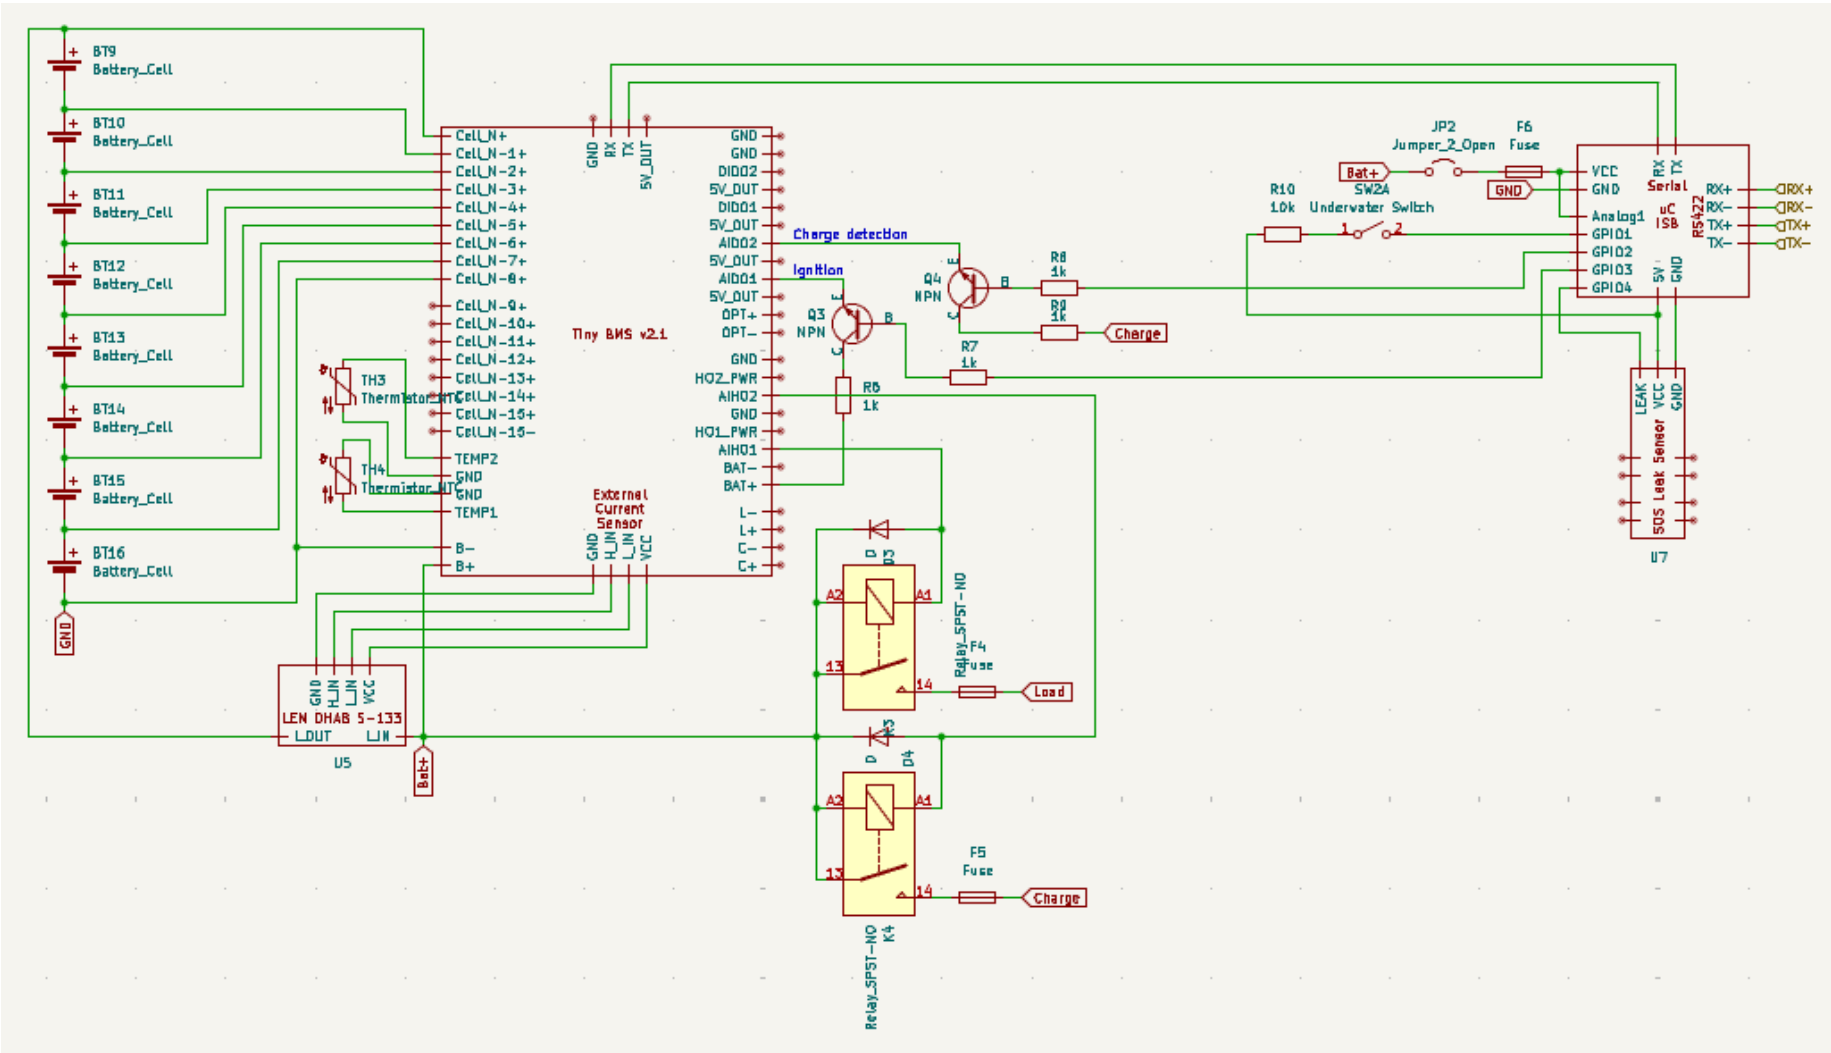 BT9
Battery_Cell
BT10
Battery_Cell
BT11
Battery_Cell
BT12
Battery_Cell
BT13
Battery_Cell
BT14
Battery_Cell
BT15
Battery_Cell
BT16
Battery_Cell
GND
Cell_N+
Cell_N-1+
Cell_N-2+
Cell_N-3+
Cell_N-4+
Cell_N-5+
Cell_N-6+
Cell_N-7+
Cell_N-8+
Cell_N-9+
Cell_N-10+
Cell_N-11+
Cell_N-12+
Cell_N-13+
Cell_N-14+
Cell_N-15+
Cell_N-15-
TEMP2
GND
GND
TEMP1
B-
B+
TH3
Thermistor_NTC
TH4
Thermistor_NTC
GND
RX
TX
5V_OUT
Tiny BMS v2.1
External
Current
Sensor
GND
H_IN
L_IN
VCC
GND
GND
DIDO2
5V_OUT
DIDO1
5V_OUT
AIDO2
5V_OUT
AIDO1
5V_OUT
OPT+
OPT-
GND
HO2_PWR
AIHO2
GND
HO1_PWR
AIHO1
BAT-
BAT+
L-
L+
C-
C+
GND
H_IN
L_IN
VCC
LEN DHAB S-133
L_OUT
L_IN
U5
Bat+
Charge detection
Ignition
Q4
NPN
E
B
C
Q3
NPN
E
B
C
R8
1k
R9
1k
Charge
R7
1k
R6
1k
D
D3
A2
A1
13
14
Relay_SPST-NO
K3
F4
Fuse
Load
D
D4
A2
A1
13
14
Relay_SPST-NO
K4
F5
Fuse
Charge
JP2
Jumper_2_Open
F6
Fuse
Bat+
GND
R10
10k
SW2A
Underwater Switch
1
2
VCC
GND
Analog1
GPIO1
GPIO2
GPIO3
GPIO4
RX
TX
Serial
uC
ISB
RS422
5V
GND
RX+
RX-
TX+
TX-
RX+
RX-
TX+
TX-
LEAK
VCC
GND
SOS Leak Sensor
U7